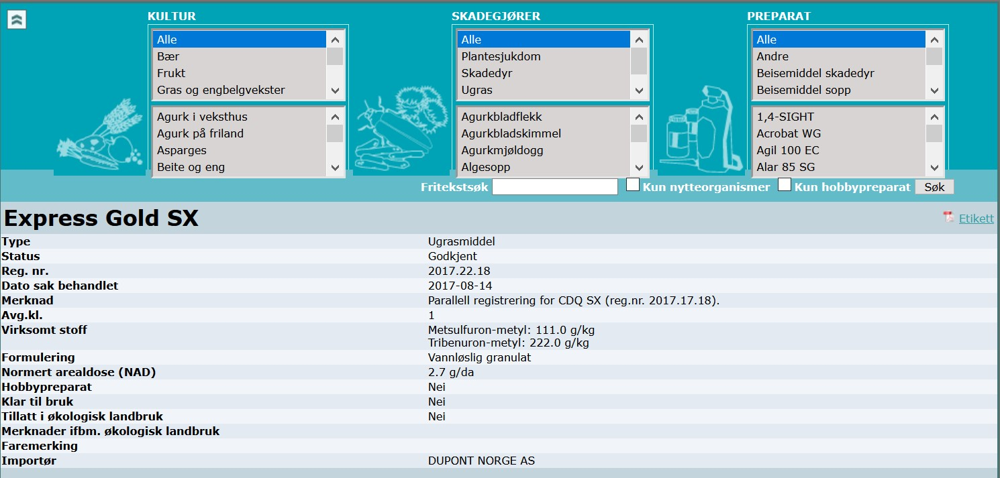 KULTUR
Alle
Bær
Frukt
Gras og engbelgvekster
Agurk i veksthus
Agurk på friland
Asparges
Beite og eng
SKADEGJØRER
Alle
Plantesjukdom
Skadedyr
Ugras
Agurkbladflekk
Agurkbladskimmel
Agurkmjøldogg
Algesopp
PREPARAT
Alle
Andre
Beisemiddel skadedyr
Beisemiddel sopp
1,4-SIGHT
Acrobat WG
Agil 100 EC
Alar 85 SG
Fritekstsøk Kun nytteorganismer Kun hobbypreparat Søk
Express Gold SX Etikett
Type Ugrasmiddel
Status Godkjent
Reg. nr. 2017.22.18
Dato sak behandlet 2017-08-14
Merknad Parallell registrering for CDQ SX (reg.nr. 2017.17.18).
Avg.kl. 1
Virksomt stoff Metsulfuron-metyl: 111.0 g/kg
Tribenuron-metyl: 222.0 g/kg
Formulering Vannløslig granulat
Normert arealdose (NAD) 2.7 g/da
Hobbypreparat Nei
Klar til bruk Nei
Tillatt i økologisk landbruk Nei
Merknader ifbm. økologisk landbruk
Faremerking
Importør DUPONT NORGE AS